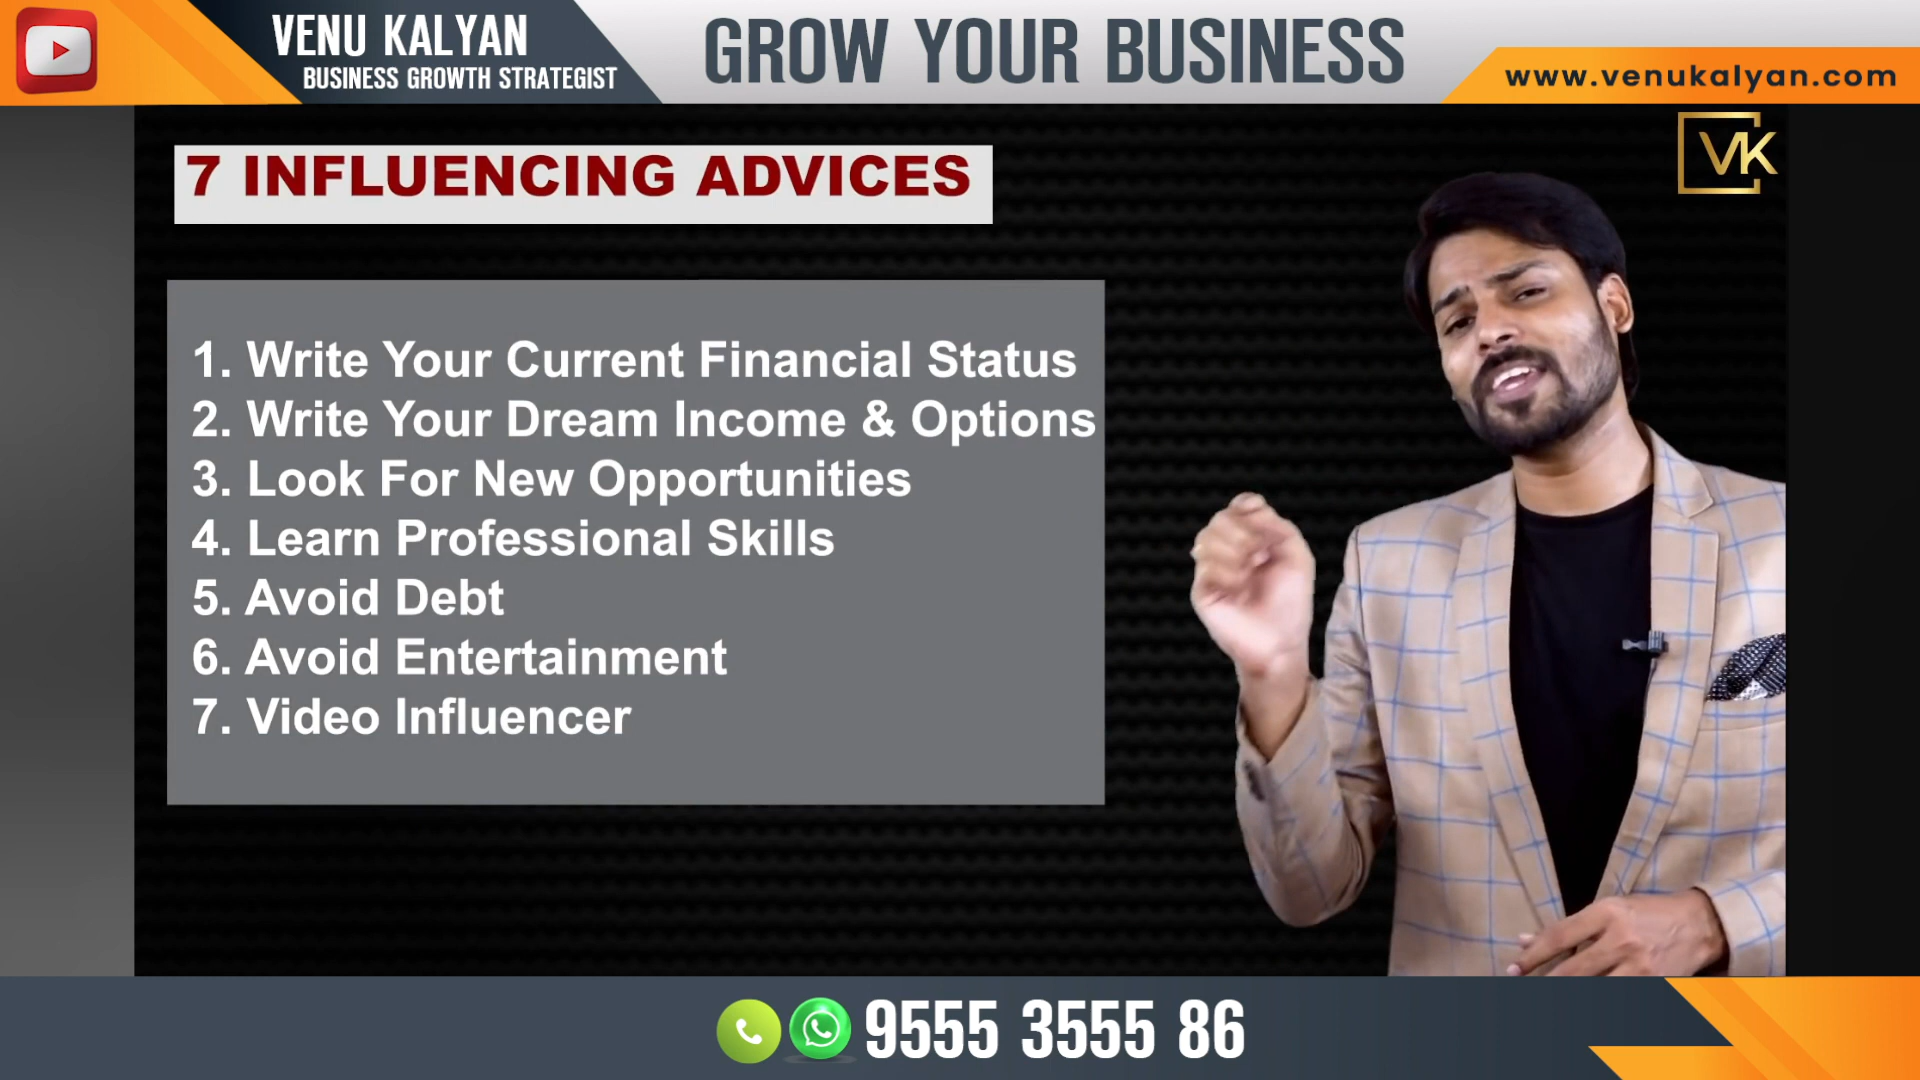 VENU KALYAN
BUSINESS GROWTH STRATEGIST
GROW YOUR BUSINESS
www.venukalyan.com
VK
7 INFLUENCING ADVICES
1. Write Your Current Financial Status
2. Write Your Dream Income & Options
3. Look For New Opportunities
4. Learn Professional Skills
5. Avoid Debt
6. Avoid Entertainment
7. Video Influencer
9555 3555 86